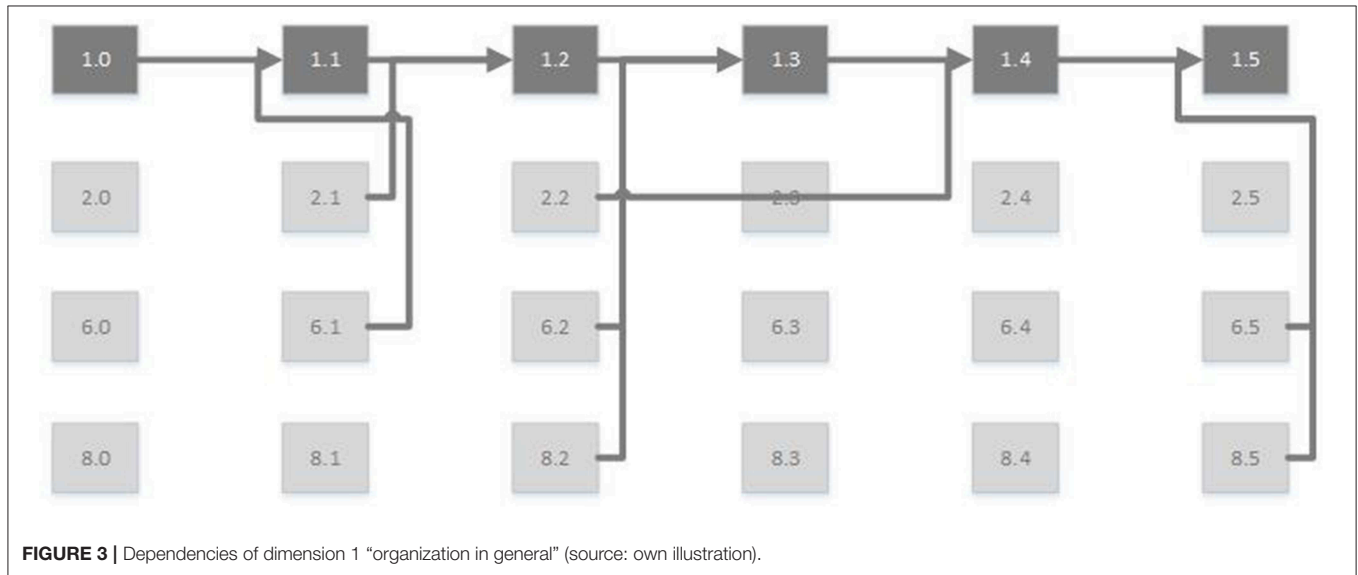 1.0 1.1 1.2 1.3 1.4 1.5
2.0 2.1 2.2 2.3 2.4 2.5
6.0 6.1 6.2 6.3 6.4 6.5
8.0 8.1 8.2 8.3 8.4 8.5
FIGURE 3 | Dependencies of dimension 1 “organization in general” (source: own illustration).